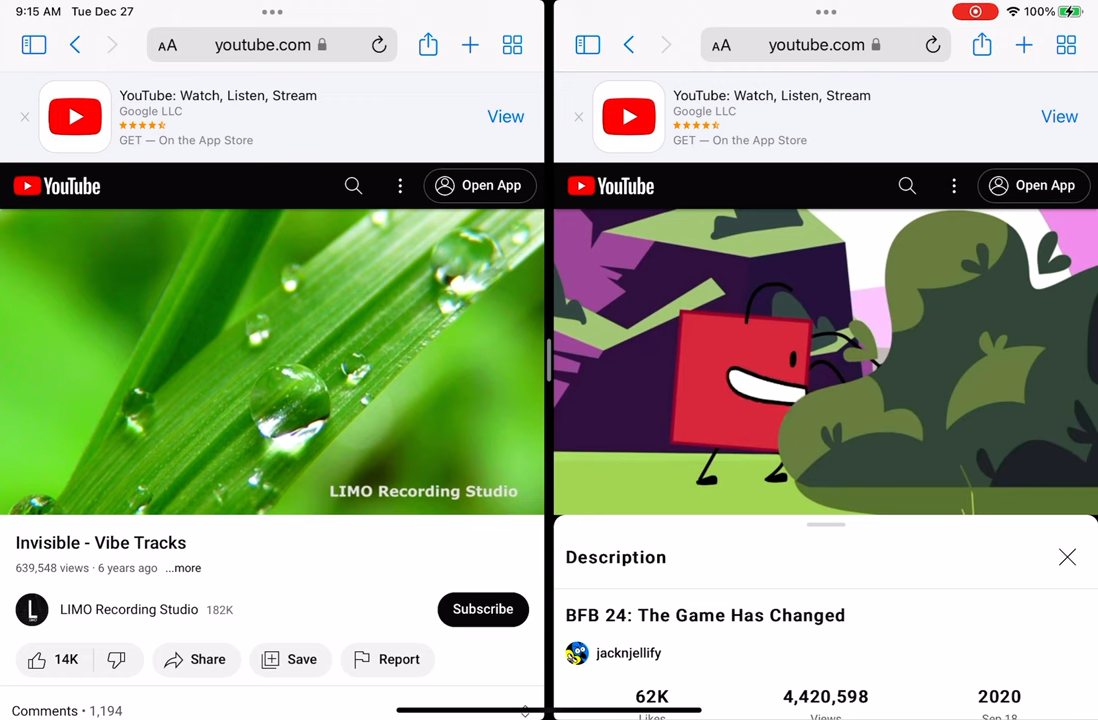 9:15 AM Tue Dec 27
100%
AA youtube.com
YouTube: Watch, Listen, Stream
Google LLC
GET — On the App Store
View
YouTube
Open App
LIMO Recording Studio
Invisible - Vibe Tracks
639,548 views · 6 years ago ...more
L
LIMO Recording Studio 182K
Subscribe
14K
Share
Save
Report
Comments • 1,194
AA youtube.com
YouTube: Watch, Listen, Stream
Google LLC
GET — On the App Store
View
YouTube
Open App
Description
BFB 24: The Game Has Changed
jacknjellify
62K 4,420,598 2020
Likes Views Sep 18